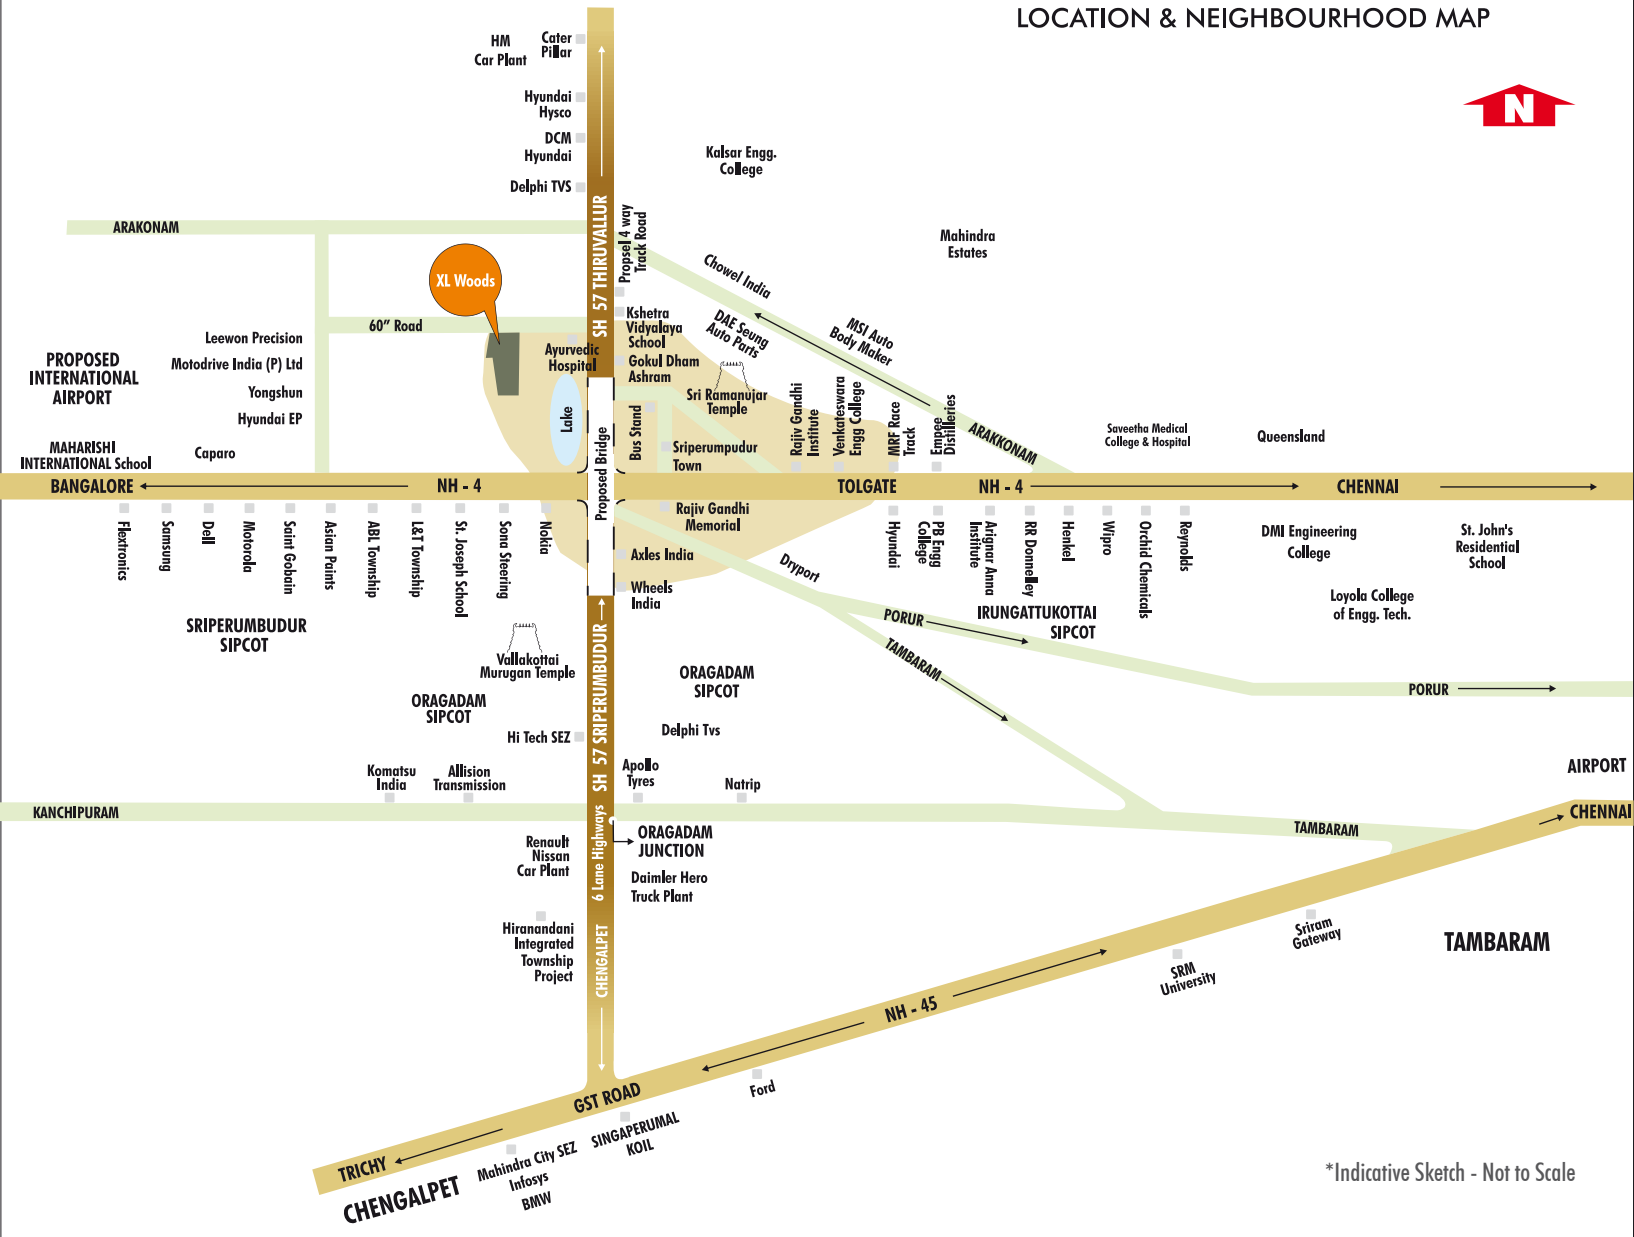 LOCATION & NEIGHBOURHOOD MAP
N
HM
Car Plant
Cater
Pillar
Hyundai
Hysco
DCM
Hyundai
Delphi TVS
Kalsar Engg.
College
Mahindra
Estates
ARAKONAM
SH 57 THIRUVALLUR
Propsel 4 way
Track Road
Chowel India
XL Woods
60” Road
Kshetra
Vidyalaya
School
DAE Seung
Auto Parts
MSI Auto
Body Maker
Leewon Precision
Motodrive India (P) Ltd
Yongshun
Hyundai EP
Caparo
PROPOSED
INTERNATIONAL
AIRPORT
MAHARISHI
INTERNATIONAL School
Ayurvedic
Hospital
Gokul Dham
Ashram
Sri Ramanujar
Temple
Lake
Proposed Bridge
Bus Stand
Sriperumpudur
Town
Rajiv Gandhi
Institute
Venkateswara
Engg College
MRF Race
Track
Empee
Distilleries
ARAKKONAM
Saveetha Medical
College & Hospital
Queensland
BANGALORE
NH - 4
TOLGATE
NH - 4
CHENNAI
Flextronics
Samsung
Dell
Motorola
Saint Gobain
Asian Paints
ABL Township
L&T Township
St. Joseph School
Sona Steering
Nokia
Rajiv Gandhi
Memorial
Axles India
Wheels
India
Hyundai
PB Engg
College
Arignar Anna
Institute
RR Donnelley
Henkel
Wipro
Orchid Chemicals
Reynolds
DMI Engineering
College
St. John's
Residential
School
Loyola College
of Engg. Tech.
Dryport
PORUR
TAMBARAM
IRUNGATTUKOTTAI
SIPCOT
PORUR
SRIPERUMBUDUR
SIPCOT
Vallakottai
Murugan Temple
ORAGADAM
SIPCOT
ORAGADAM
SIPCOT
SH 57 SRIPERUMBUDUR
Hi Tech SEZ
Delphi Tvs
Komatsu
India
Allision
Transmission
Apollo
Tyres
Natrip
AIRPORT
KANCHIPURAM
6 Lane Highways
ORAGADAM
JUNCTION
TAMBARAM
CHENNAI
Renault
Nissan
Car Plant
Daimler Hero
Truck Plant
Hiranandani
Integrated
Township
Project
CHENGALPET
Sriram
Gateway
TAMBARAM
SRM
University
NH - 45
Ford
GST ROAD
SINGAPERUMAL
KOIL
TRICHY
Mahindra City SEZ
Infosys
BMW
CHENGALPET
*Indicative Sketch - Not to Scale